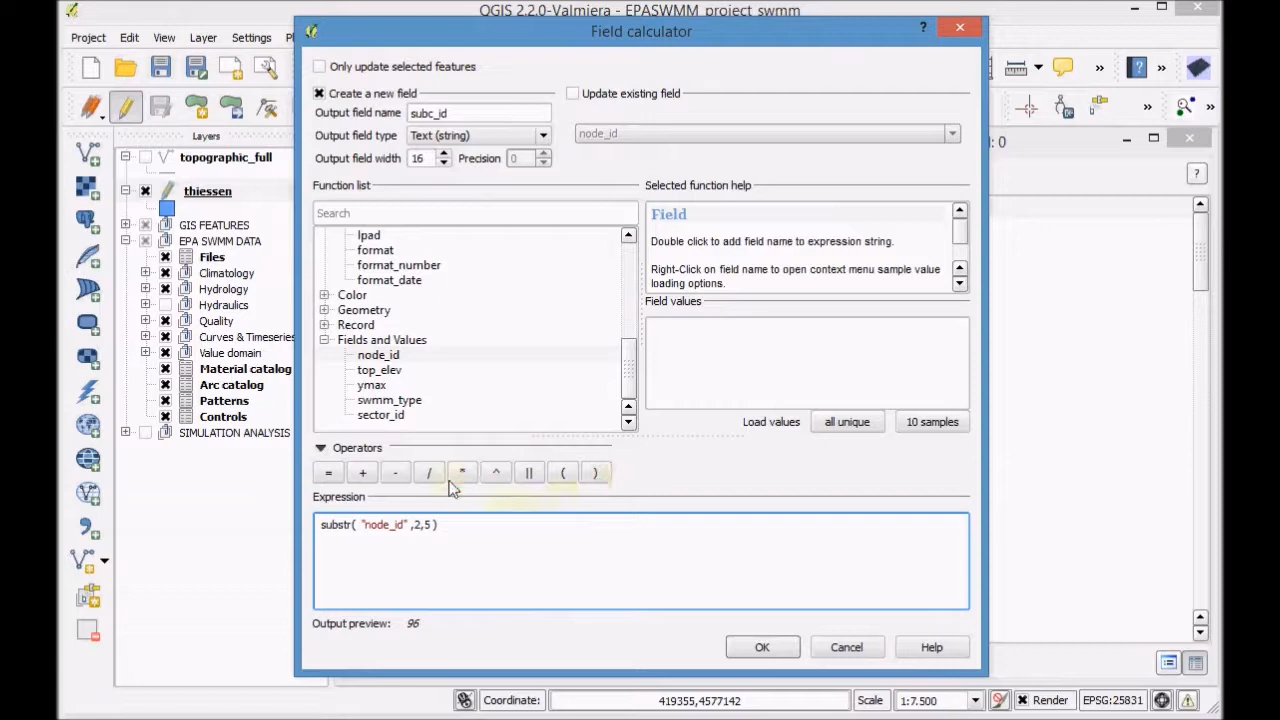 QGIS 2.2.0-Valmiera - EPASWMM_project_swmm
Project Edit View Layer Settings
Field calculator
?
Only update selected features
Create a new field
Update existing field
Output field name subc_id
Output field type Text (string)
node_id
Output field width 16 Precision 0
Function list
Selected function help
Search
lpad
format
format_number
format_date
Color
Geometry
Record
Fields and Values
node_id
top_elev
ymax
swmm_type
sector_id
Field
Double click to add field name to expression string.
Right-Click on field name to open context menu sample value
loading options.
Field values
Load values all unique 10 samples
Operators
= + - / * ^ || ( )
Expression
substr( "node_id" ,2,5 )
Output preview: 96
OK Cancel Help
Layers
topographic_full
thiessen
GIS FEATURES
EPA SWMM DATA
Files
Climatology
Hydrology
Hydraulics
Quality
Curves & Timeseries
Value domain
Material catalog
Arc catalog
Patterns
Controls
SIMULATION ANALYSIS
: 0
?
Coordinate: 419355,4577142 Scale 1:7.500 Render EPSG:25831